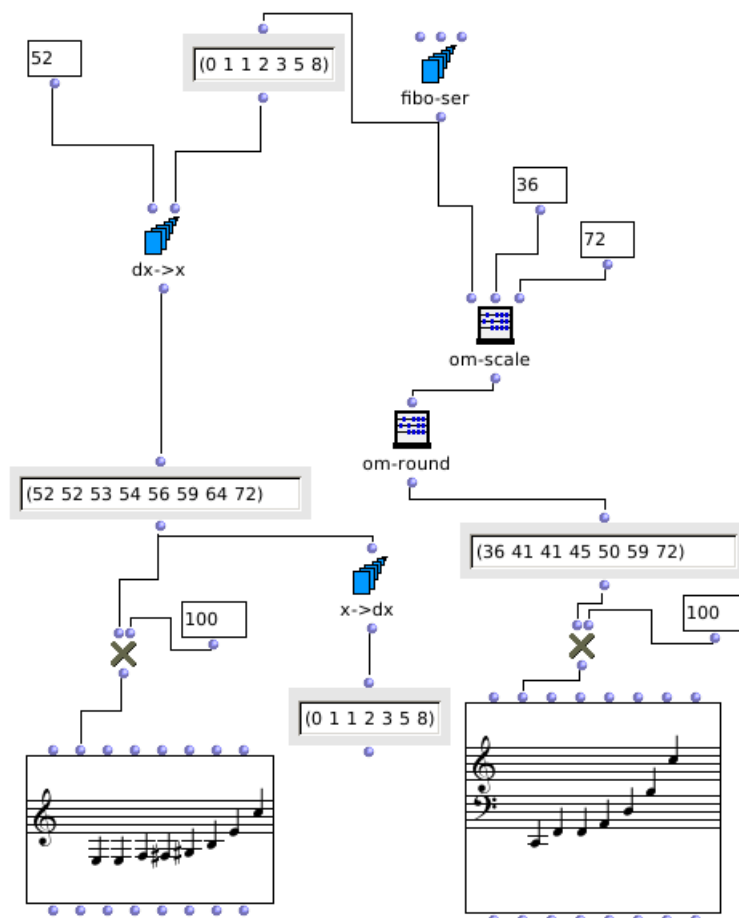 52
(0 1 1 2 3 5 8)
fibo-ser
36
72
dx->x
om-scale
om-round
(52 52 53 54 56 59 64 72)
(36 41 41 45 50 59 72)
100
x->dx
100
(0 1 1 2 3 5 8)